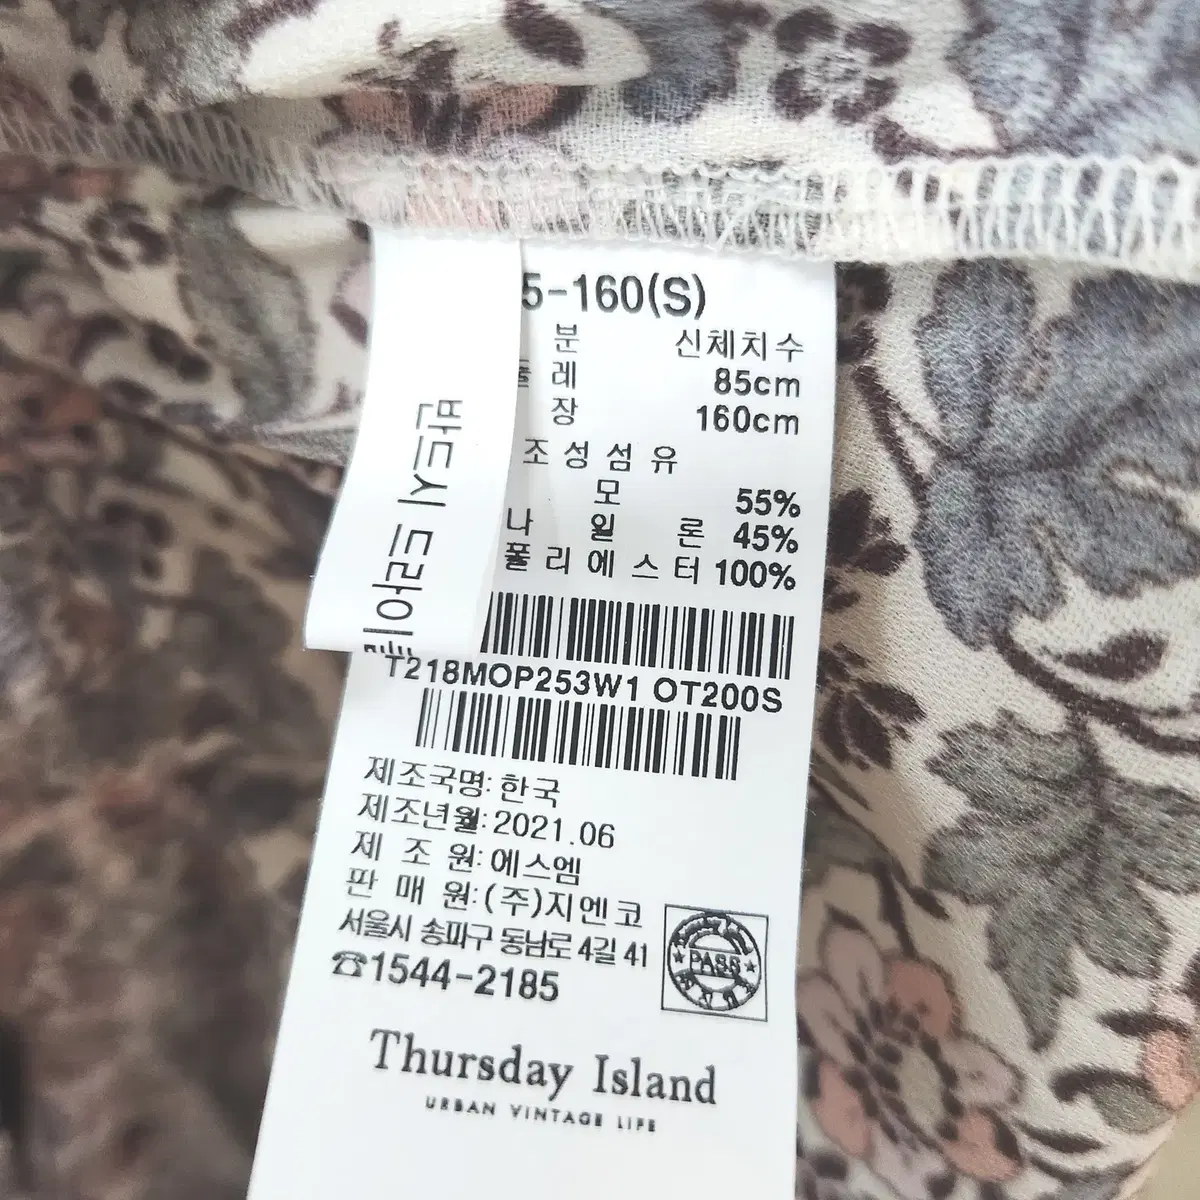 5-160(S)
분 신체치수
레 85cm
장 160cm
조성섬유
모 55%
나일론 45%
폴리에스터 100%
반드시 드라이
T218MOP253W1 OT200S
제조국명: 한국
제조년월: 2021.06
제조원: 에스엠
판매원: (주)지엔코
서울시 송파구 동남로 4길 41
☎1544-2185
PASS
Thursday Island
URBAN VINTAGE LIFE